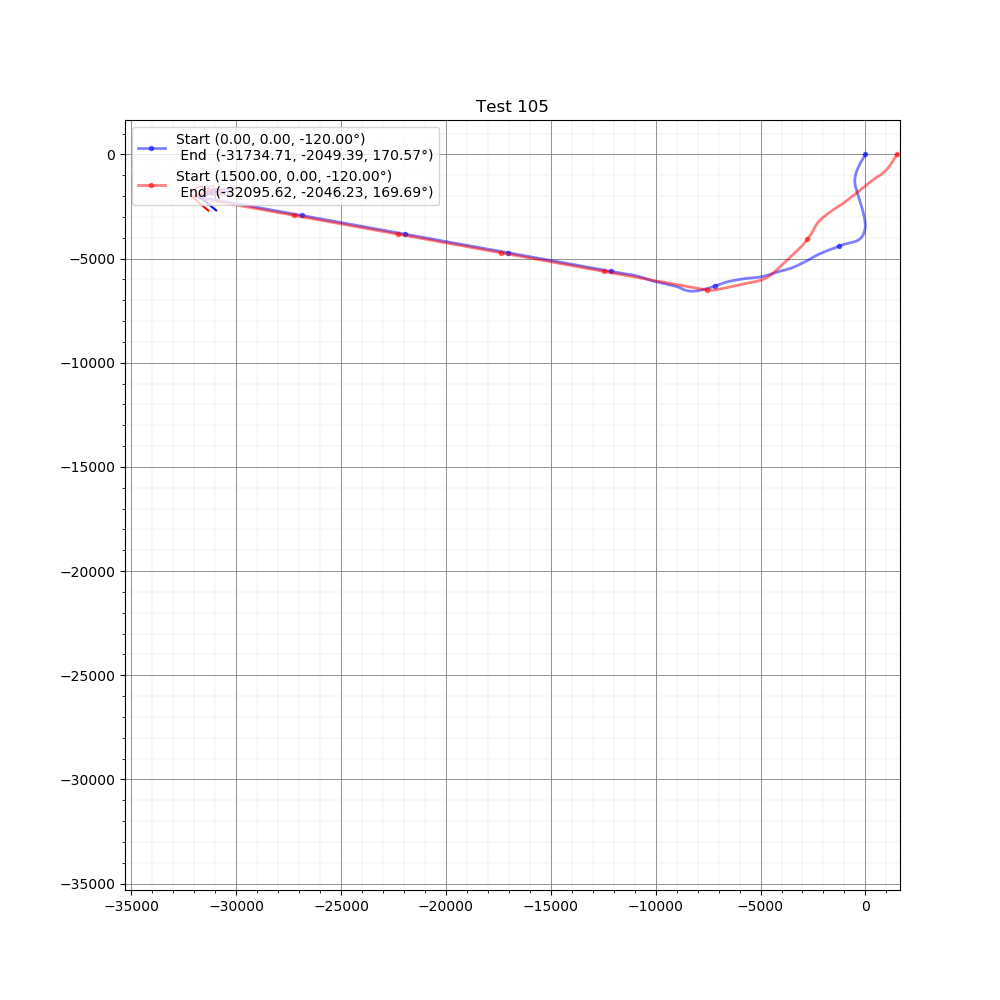 Test 105
Start (0.00, 0.00, -120.00°)
End (-31734.71, -2049.39, 170.57°)
Start (1500.00, 0.00, -120.00°)
End (-32095.62, -2046.23, 169.69°)
0
−5000
−10000
−15000
−20000
−25000
−30000
−35000
−35000 −30000 −25000 −20000 −15000 −10000 −5000 0